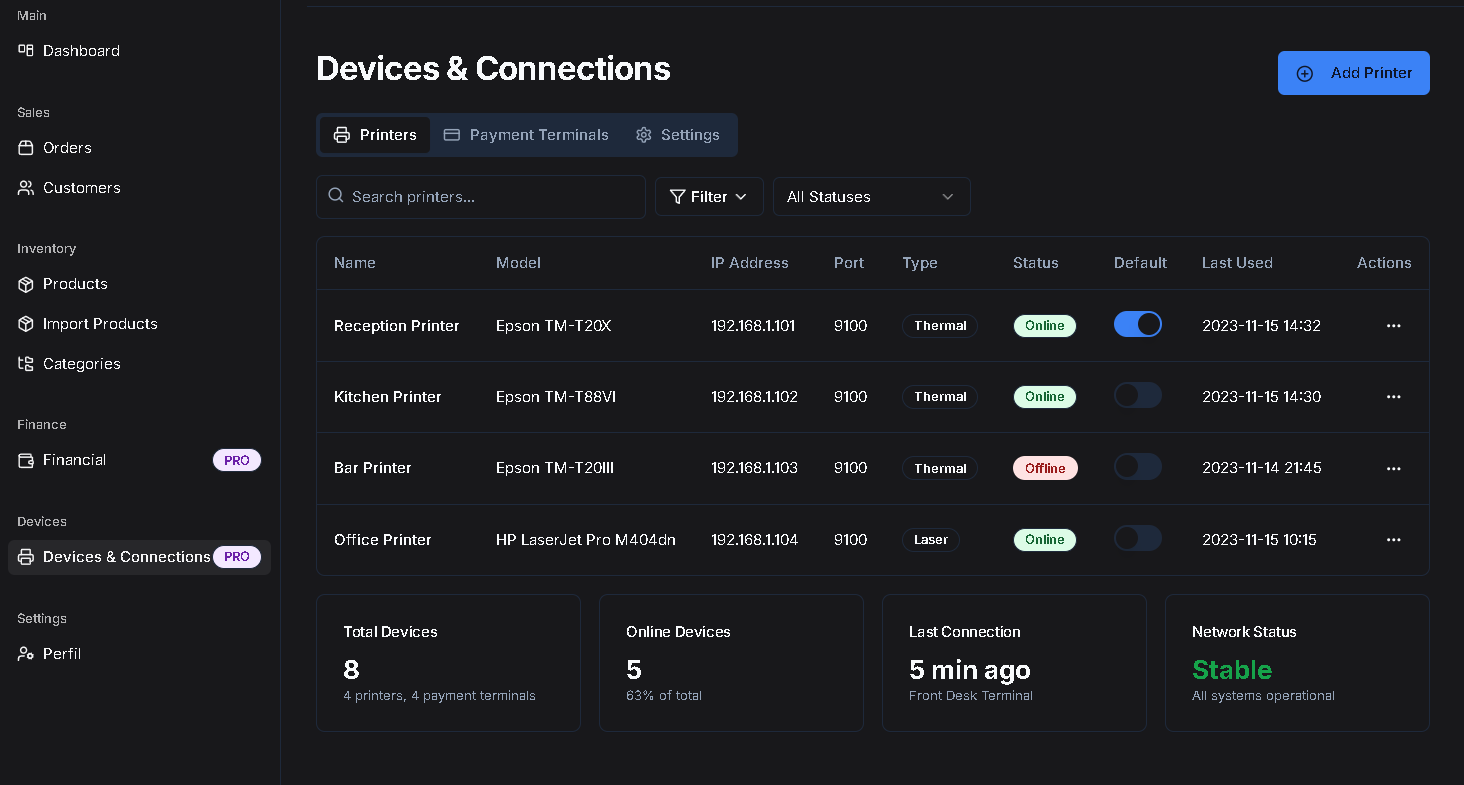 Main
Dashboard
Sales
Orders
Customers
Inventory
Products
Import Products
Categories
Finance
Financial PRO
Devices
Devices & Connections PRO
Settings
Perfil
Devices & Connections
Add Printer
Printers Payment Terminals Settings
Search printers... Filter All Statuses
Name Model IP Address Port Type Status Default Last Used Actions
Reception Printer Epson TM-T20X 192.168.1.101 9100 Thermal Online 2023-11-15 14:32
Kitchen Printer Epson TM-T88VI 192.168.1.102 9100 Thermal Online 2023-11-15 14:30
Bar Printer Epson TM-T20III 192.168.1.103 9100 Thermal Offline 2023-11-14 21:45
Office Printer HP LaserJet Pro M404dn 192.168.1.104 9100 Laser Online 2023-11-15 10:15
Total Devices
8
4 printers, 4 payment terminals
Online Devices
5
63% of total
Last Connection
5 min ago
Front Desk Terminal
Network Status
Stable
All systems operational